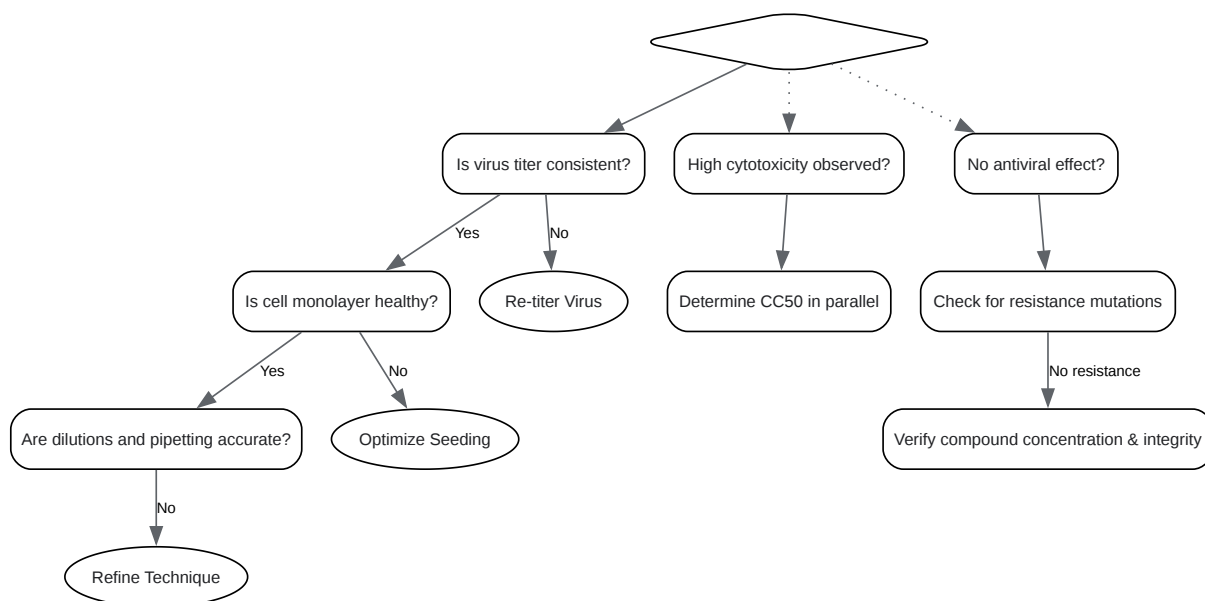 Is virus titer consistent?
High cytotoxicity observed?
No antiviral effect?
Yes
No
Is cell monolayer healthy?
Re-titer Virus
Determine CC50 in parallel
Check for resistance mutations
Yes
No
No resistance
Are dilutions and pipetting accurate?
Optimize Seeding
Verify compound concentration & integrity
No
Refine Technique